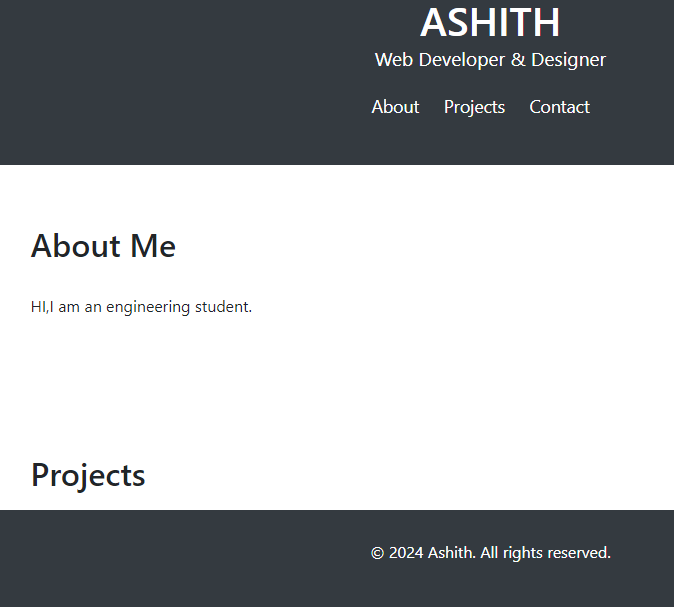 ASHITH
Web Developer & Designer
About Projects Contact
About Me
HI,I am an engineering student.
Projects
© 2024 Ashith. All rights reserved.